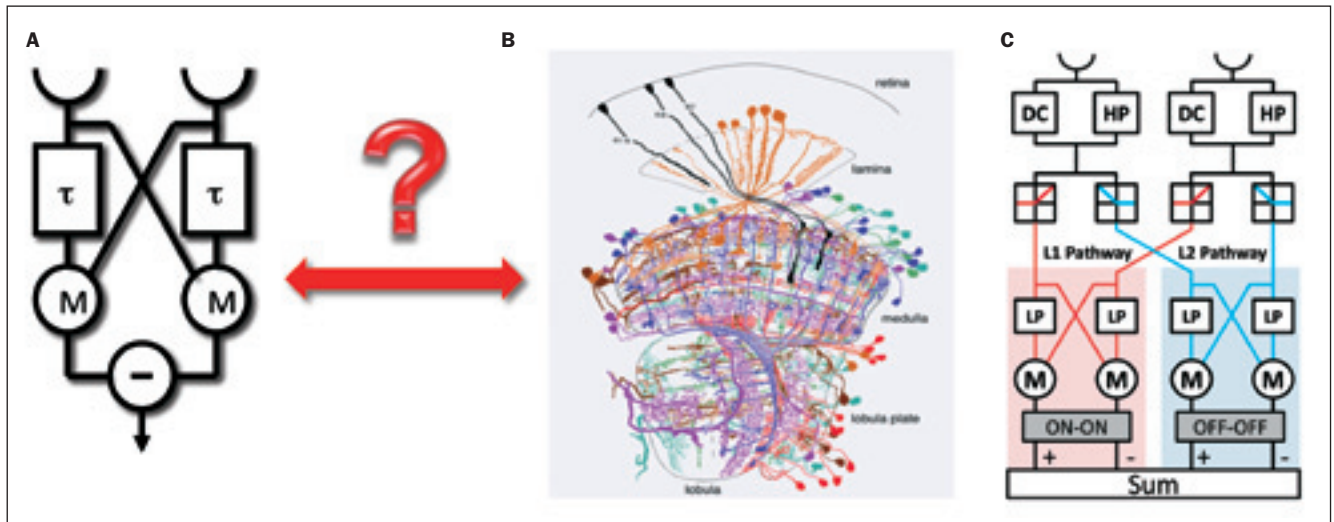 A
τ
τ
M
M
−
?
B
retina
lamina
medulla
lobula plate
lobula
C
DC
HP
DC
HP
L1 Pathway
L2 Pathway
LP
LP
LP
LP
M
M
M
M
ON-ON
OFF-OFF
+
-
+
-
Sum